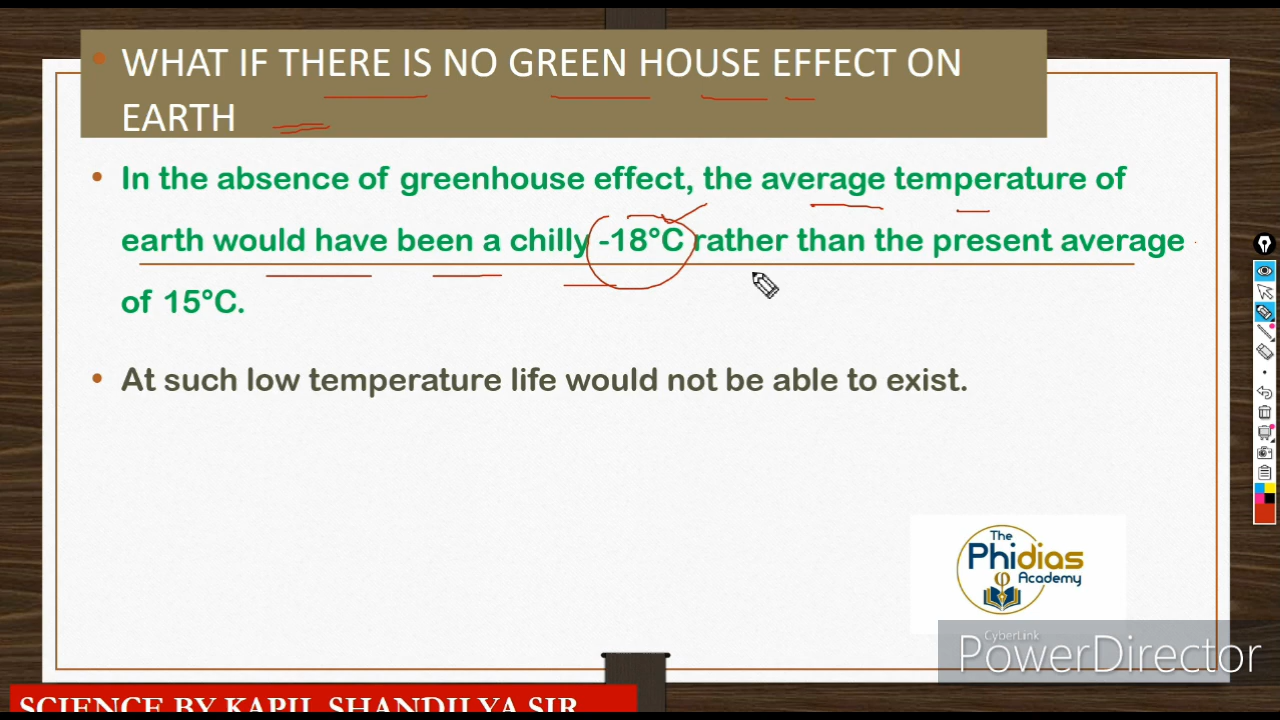 • WHAT IF THERE IS NO GREEN HOUSE EFFECT ON
EARTH
• In the absence of greenhouse effect, the average temperature of
earth would have been a chilly -18°C rather than the present average
of 15°C.
• At such low temperature life would not be able to exist.
The
Phidias
Academy
CyberLink
PowerDirector
SCIENCE BY KAPIL SHANDILYA SIR